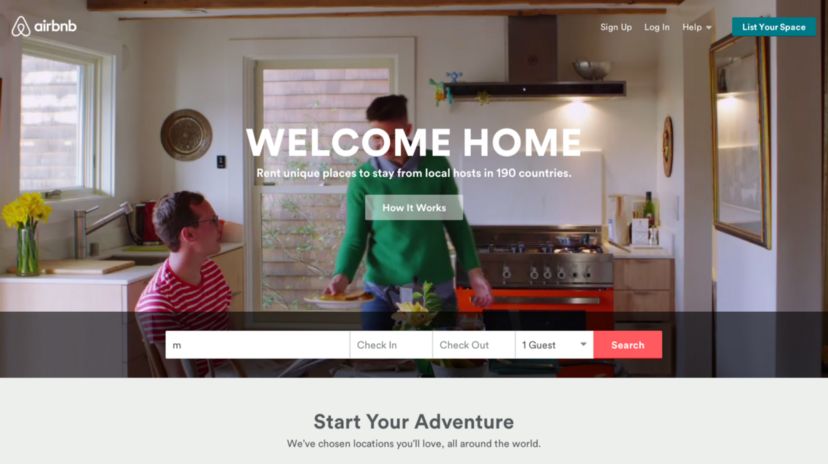 airbnb
Sign Up Log In Help List Your Space
WELCOME HOME
Rent unique places to stay from local hosts in 190 countries.
How It Works
m Check In Check Out 1 Guest Search
Start Your Adventure
We've chosen locations you'll love, all around the world.